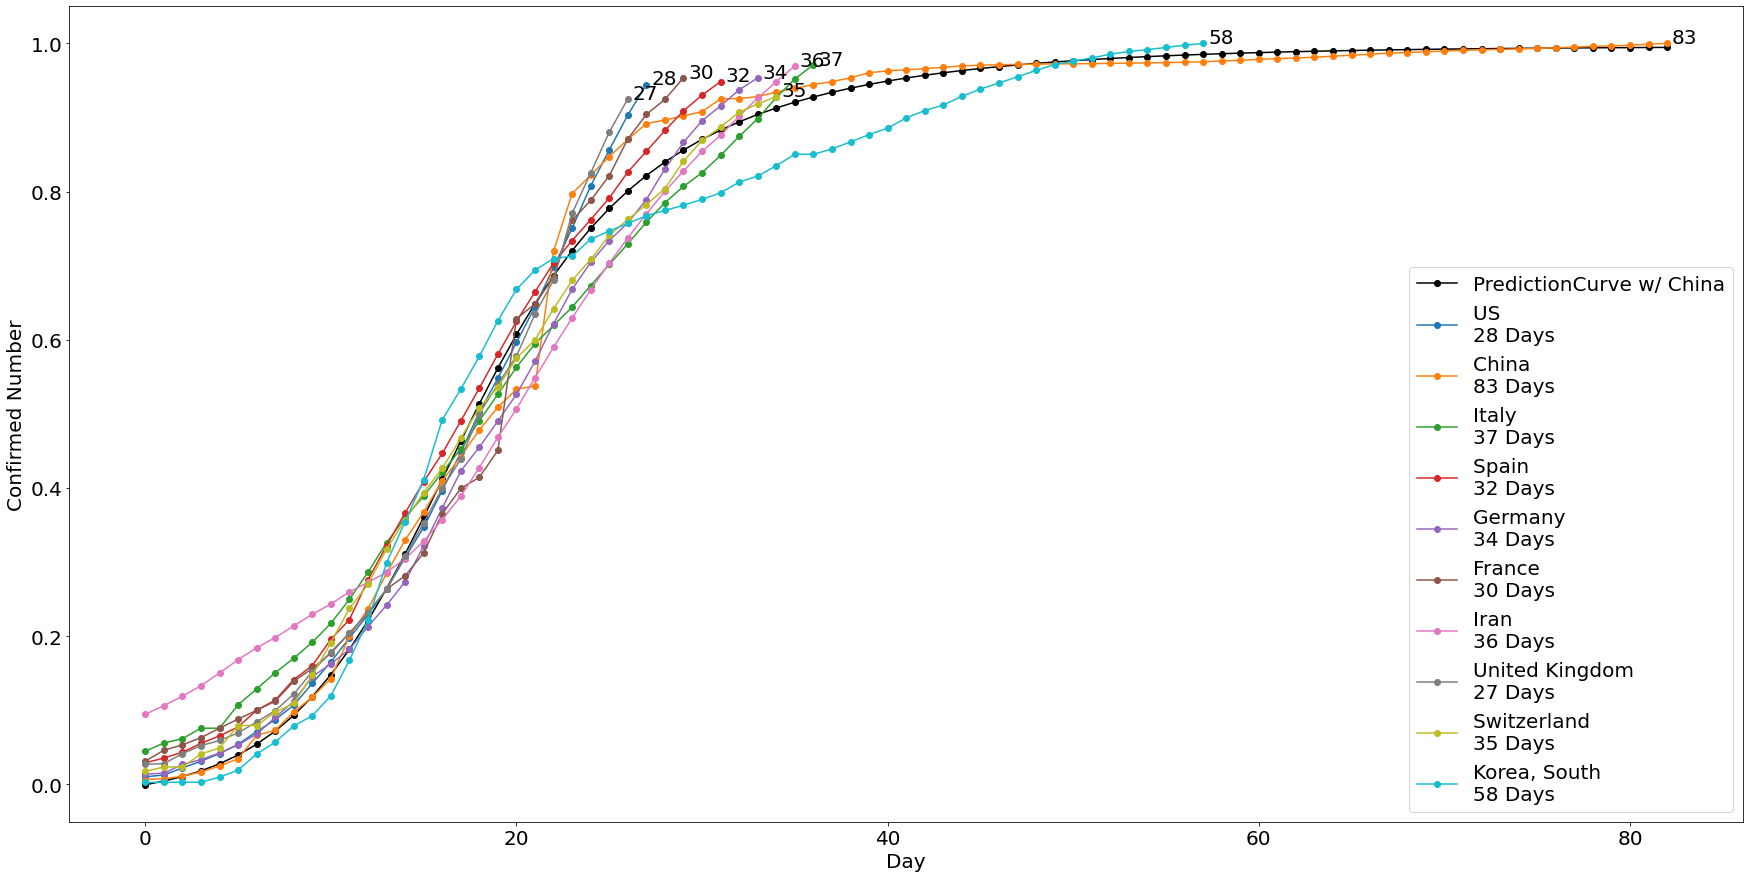 1.0
0.8
0.6
0.4
0.2
0.0
Confirmed Number
0
20
40
60
80
Day
27
28
30
32
34
35
36
37
58
83
PredictionCurve w/ China
US
28 Days
China
83 Days
Italy
37 Days
Spain
32 Days
Germany
34 Days
France
30 Days
Iran
36 Days
United Kingdom
27 Days
Switzerland
35 Days
Korea, South
58 Days